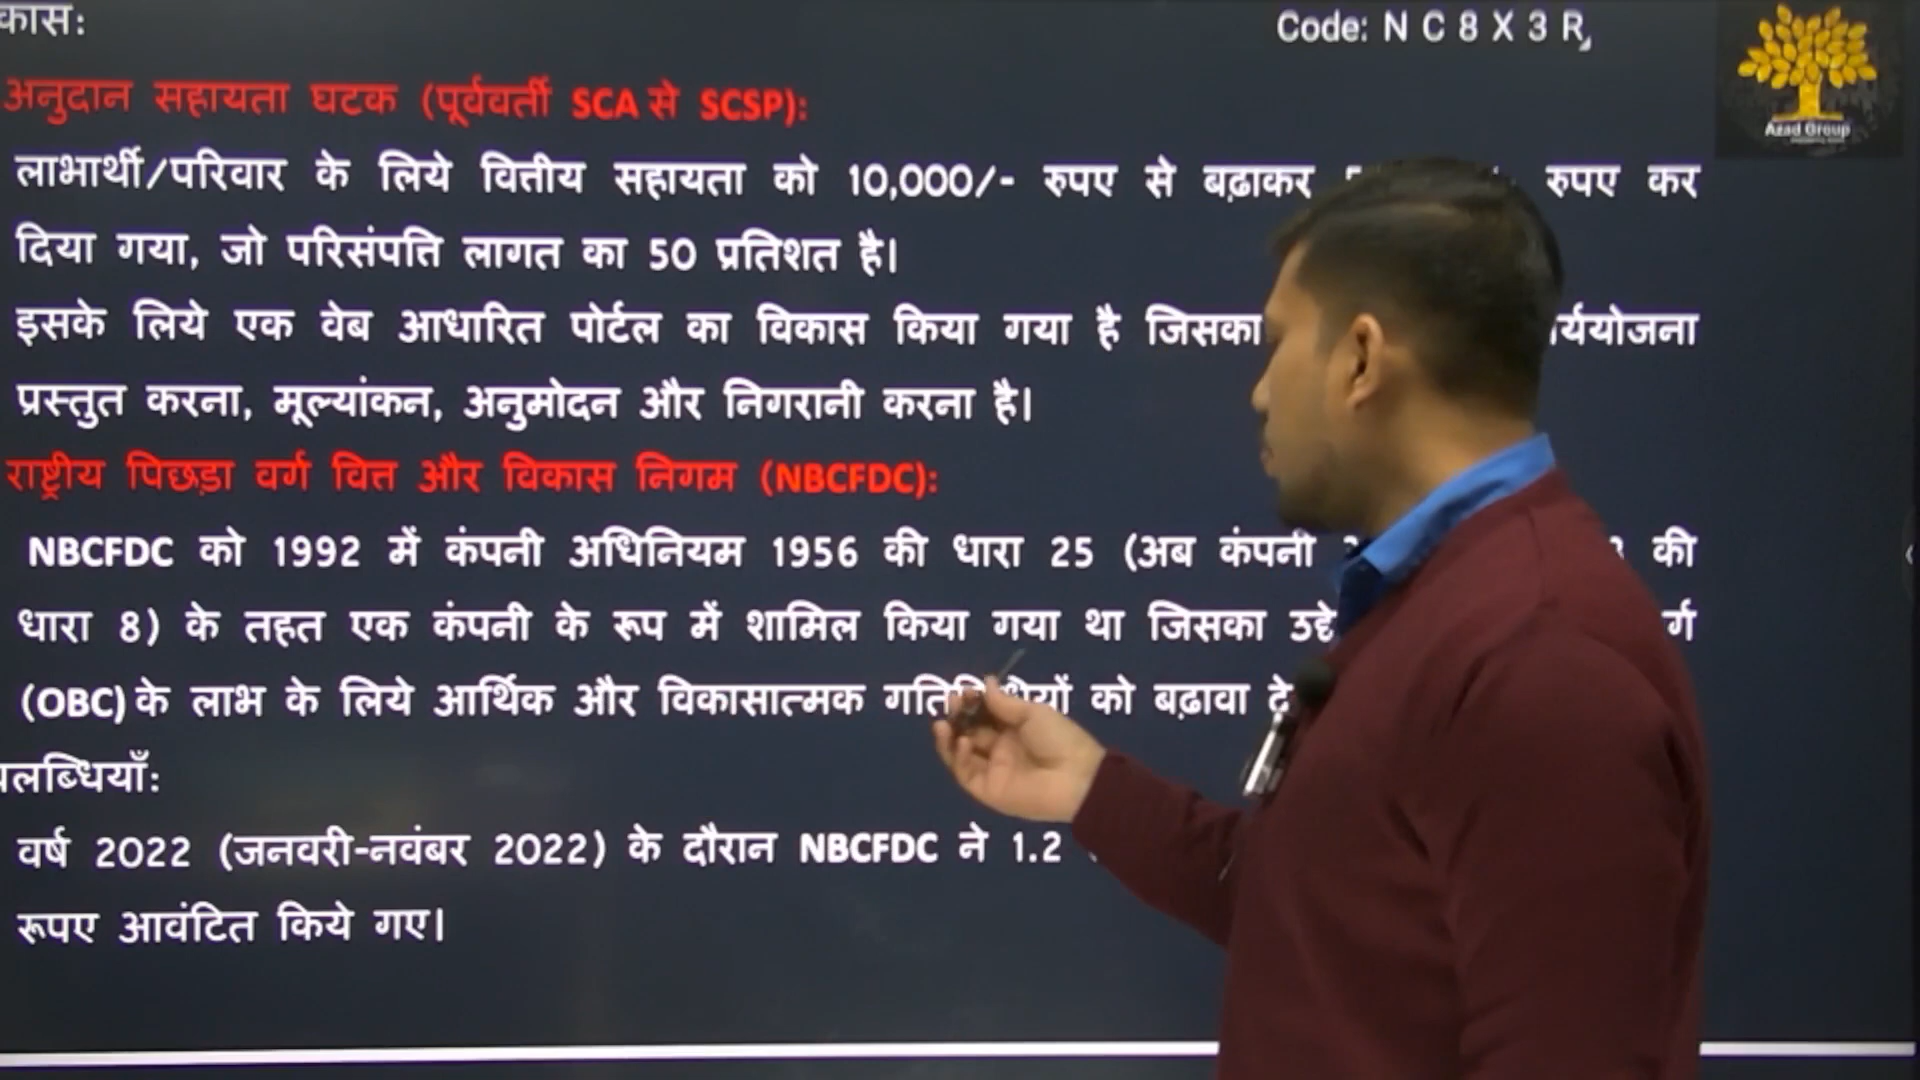 Code: N C 8 X 3 R
अनुदान सहायता घटक (पूर्ववर्ती SCA से SCSP):
लाभार्थी/परिवार के लिये वित्तीय सहायता को 10,000/- रुपए से बढ़ाकर रुपए कर
दिया गया, जो परिसंपत्ति लागत का 50 प्रतिशत है।
इसके लिये एक वेब आधारित पोर्टल का विकास किया गया है जिसका
प्रस्तुत करना, मूल्यांकन, अनुमोदन और निगरानी करना है।
राष्ट्रीय पिछड़ा वर्ग वित्त और विकास निगम (NBCFDC):
NBCFDC को 1992 में कंपनी अधिनियम 1956 की धारा 25 (अब कंपनी की
धारा 8) के तहत एक कंपनी के रूप में शामिल किया गया था जिसका
(OBC) के लाभ के लिये आर्थिक और विकासात्मक गतिविधियों को बढ़ावा
वर्ष 2022 (जनवरी-नवंबर 2022) के दौरान NBCFDC ने 1.2
रूपए आवंटित किये गए।
Azad Group